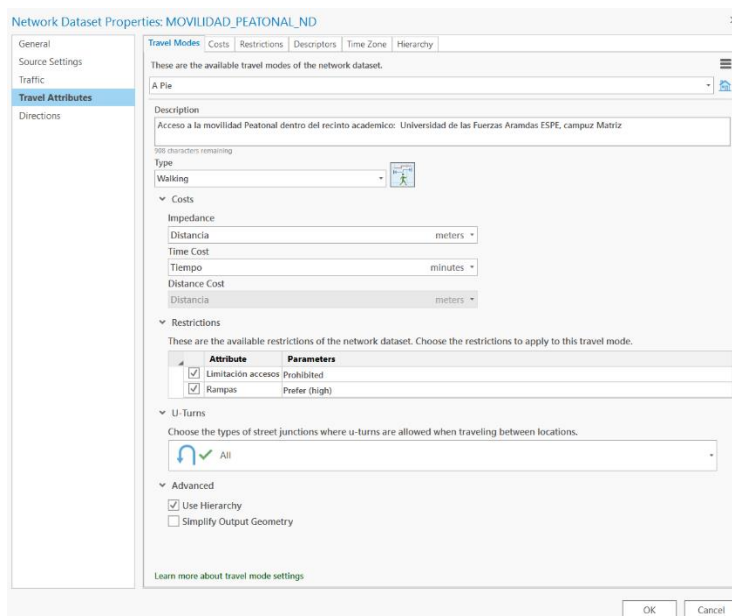 Network Dataset Properties: MOVILIDAD_PEATONAL_ND
General
Source Settings
Traffic
Travel Attributes
Directions
Travel Modes Costs Restrictions Descriptors Time Zone Hierarchy
These are the available travel modes of the network dataset.
A Pie
Description
Acceso a la movilidad Peatonal dentro del recinto academico: Universidad de las Fuerzas Aramdas ESPE, campuz Matriz
908 characters remaining
Type
Walking
Costs
Impedance
Distancia meters
Time Cost
Tiempo minutes
Distance Cost
Distancia meters
Restrictions
These are the available restrictions of the network dataset. Choose the restrictions to apply to this travel mode.
Attribute Parameters
Limitación accesos Prohibited
Rampas Prefer (high)
U-Turns
Choose the types of street junctions where u-turns are allowed when traveling between locations.
All
Advanced
Use Hierarchy
Simplify Output Geometry
Learn more about travel mode settings
OK Cancel